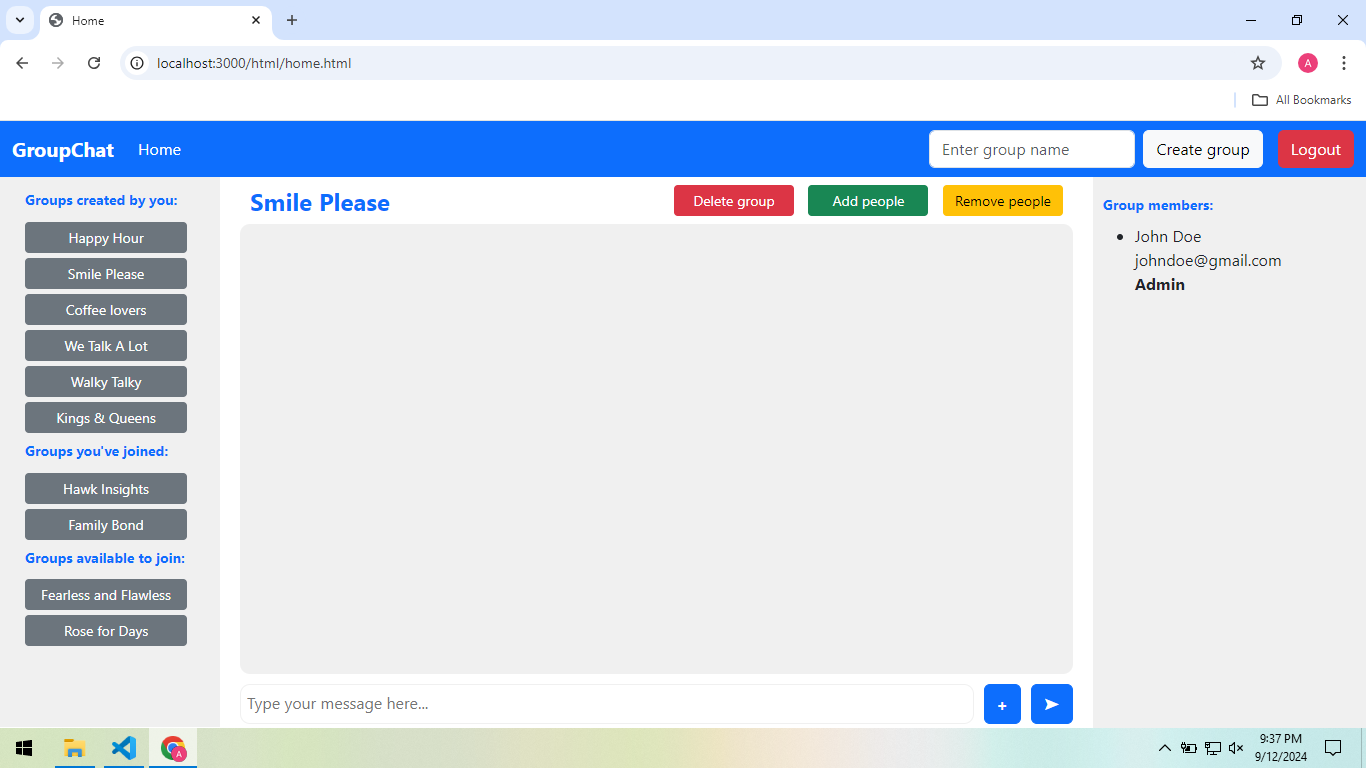 Home
localhost:3000/html/home.html
A
All Bookmarks
GroupChat Home Enter group name Create group Logout
Groups created by you:
Happy Hour
Smile Please
Coffee lovers
We Talk A Lot
Walky Talky
Kings & Queens
Groups you've joined:
Hawk Insights
Family Bond
Groups available to join:
Fearless and Flawless
Rose for Days
Smile Please Delete group Add people Remove people
Type your message here... +
Group members:
John Doe
johndoe@gmail.com
Admin
A
9:37 PM
9/12/2024